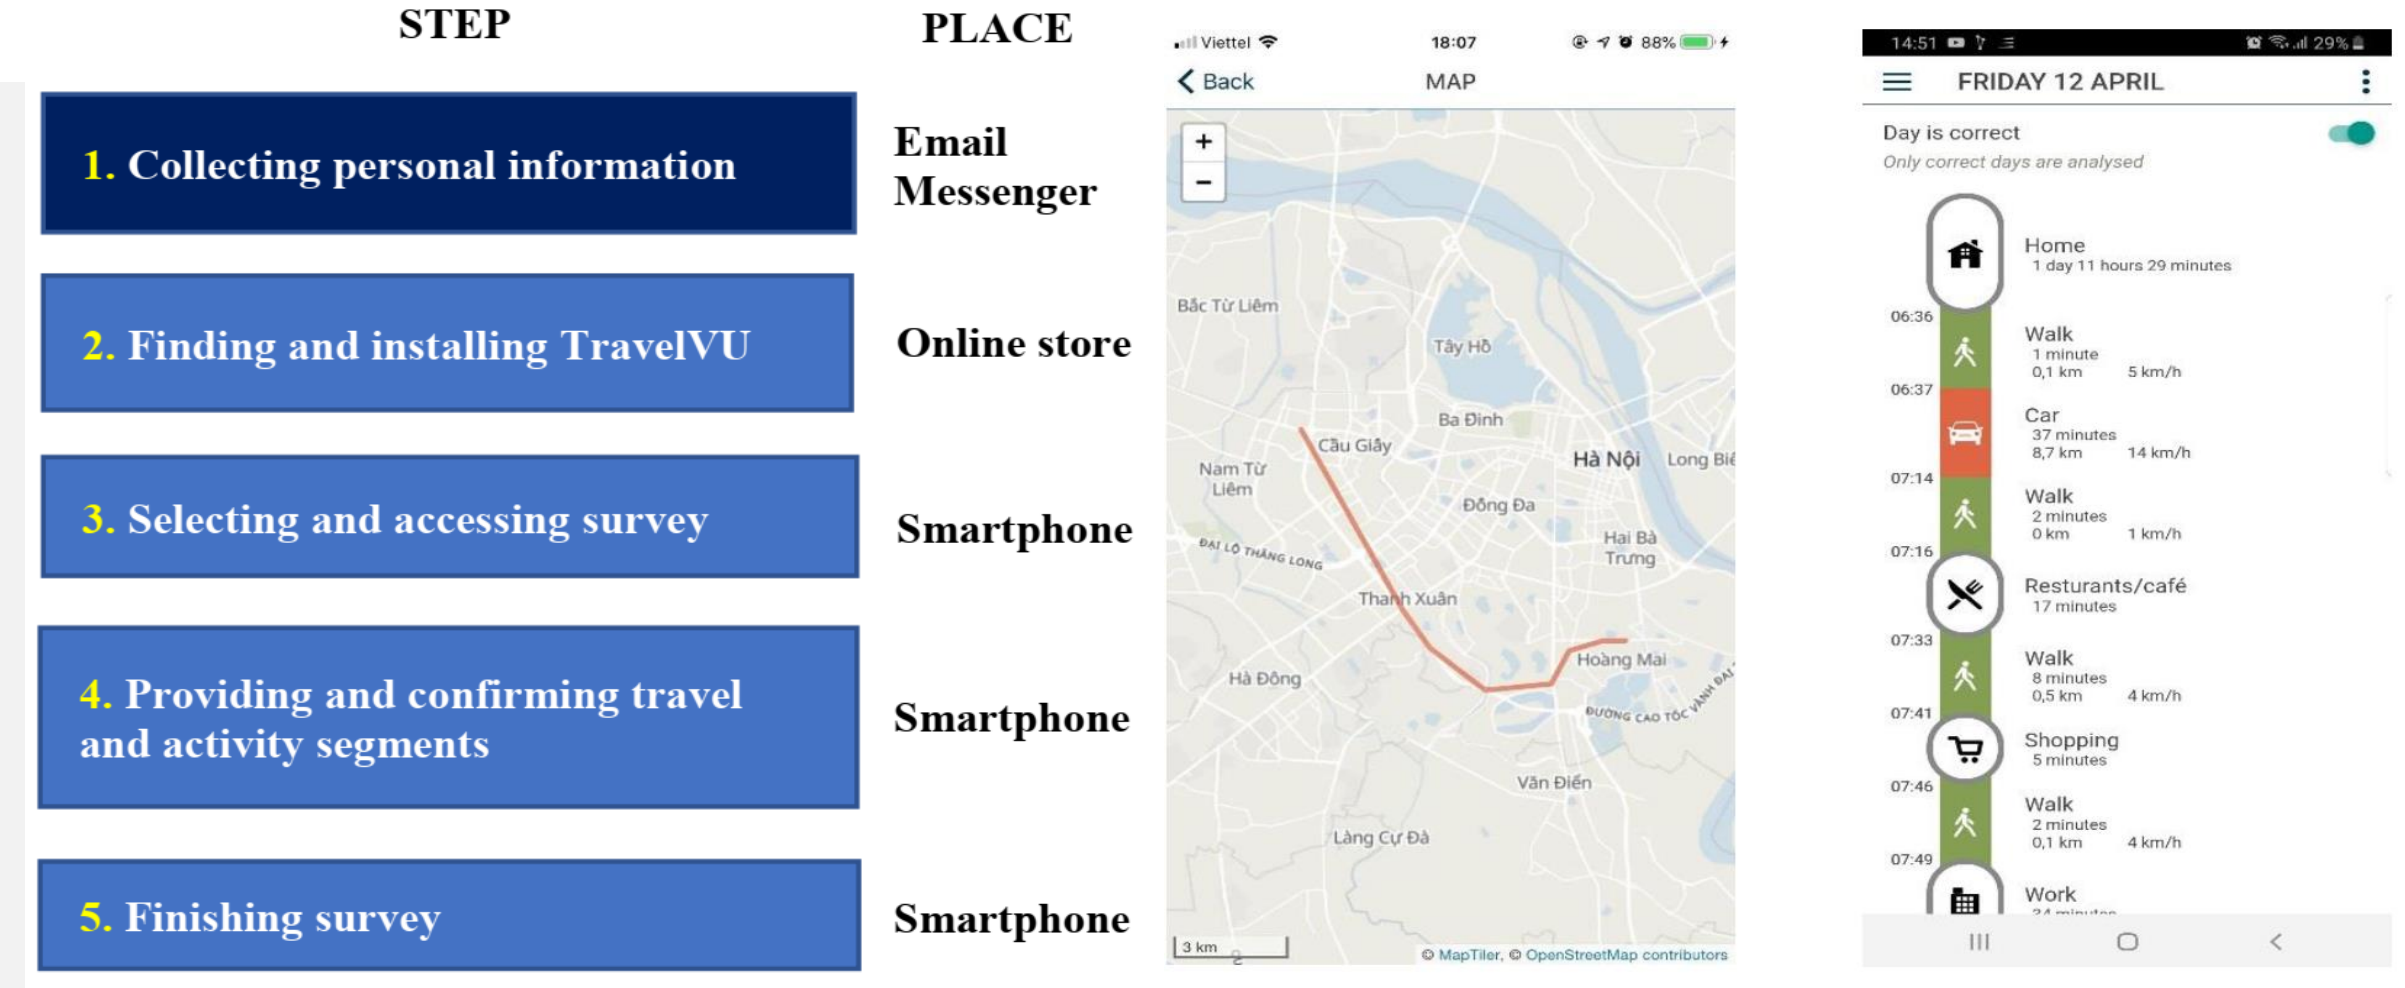 STEP
PLACE
1. Collecting personal information
Email
Messenger
2. Finding and installing TravelVU
Online store
3. Selecting and accessing survey
Smartphone
4. Providing and confirming travel
and activity segments
Smartphone
5. Finishing survey
Smartphone
Viettel
18:07
88%
Back
MAP
+
−
Bắc Từ Liêm
Tây Hồ
Ba Đình
Cầu Giấy
Hà Nội
Long Biê
Nam Từ
Liêm
Đống Đa
Hai Bà
Trưng
ĐẠI LỘ THĂNG LONG
Thanh Xuân
Hoàng Mai
Hà Đông
ĐƯỜNG CAO TỐC VÀNH ĐAI
Văn Điển
Làng Cự Đà
3 km
© MapTiler, © OpenStreetMap contributors
14:51
29%
FRIDAY 12 APRIL
Day is correct
Only correct days are analysed
Home
1 day 11 hours 29 minutes
06:36
Walk
1 minute
0,1 km 5 km/h
06:37
Car
37 minutes
8,7 km 14 km/h
07:14
Walk
2 minutes
0 km 1 km/h
07:16
Resturants/café
17 minutes
07:33
Walk
8 minutes
0,5 km 4 km/h
07:41
Shopping
5 minutes
07:46
Walk
2 minutes
0,1 km 4 km/h
07:49
Work